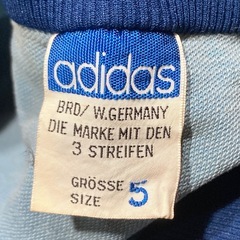 adidas
BRD/W.GERMANY
DIE MARKE MIT DEN
3 STREIFEN
GRÖSSE
SIZE 5